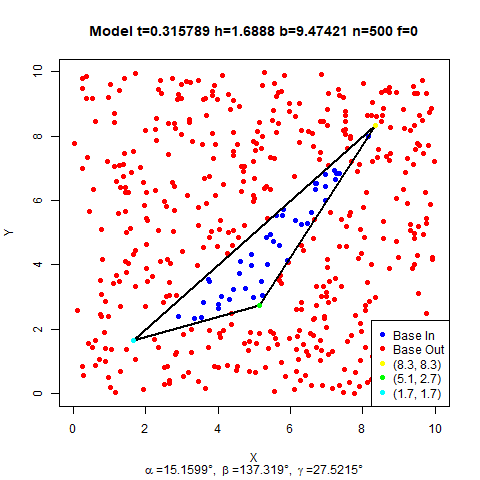 Model t=0.315789 h=1.6888 b=9.47421 n=500 f=0
10
8
6
4
2
0
Y
Base In
Base Out
(8.3, 8.3)
(5.1, 2.7)
(1.7, 1.7)
0 2 4 6 8 10
X
α=15.1599°, β=137.319°, γ=27.5215°